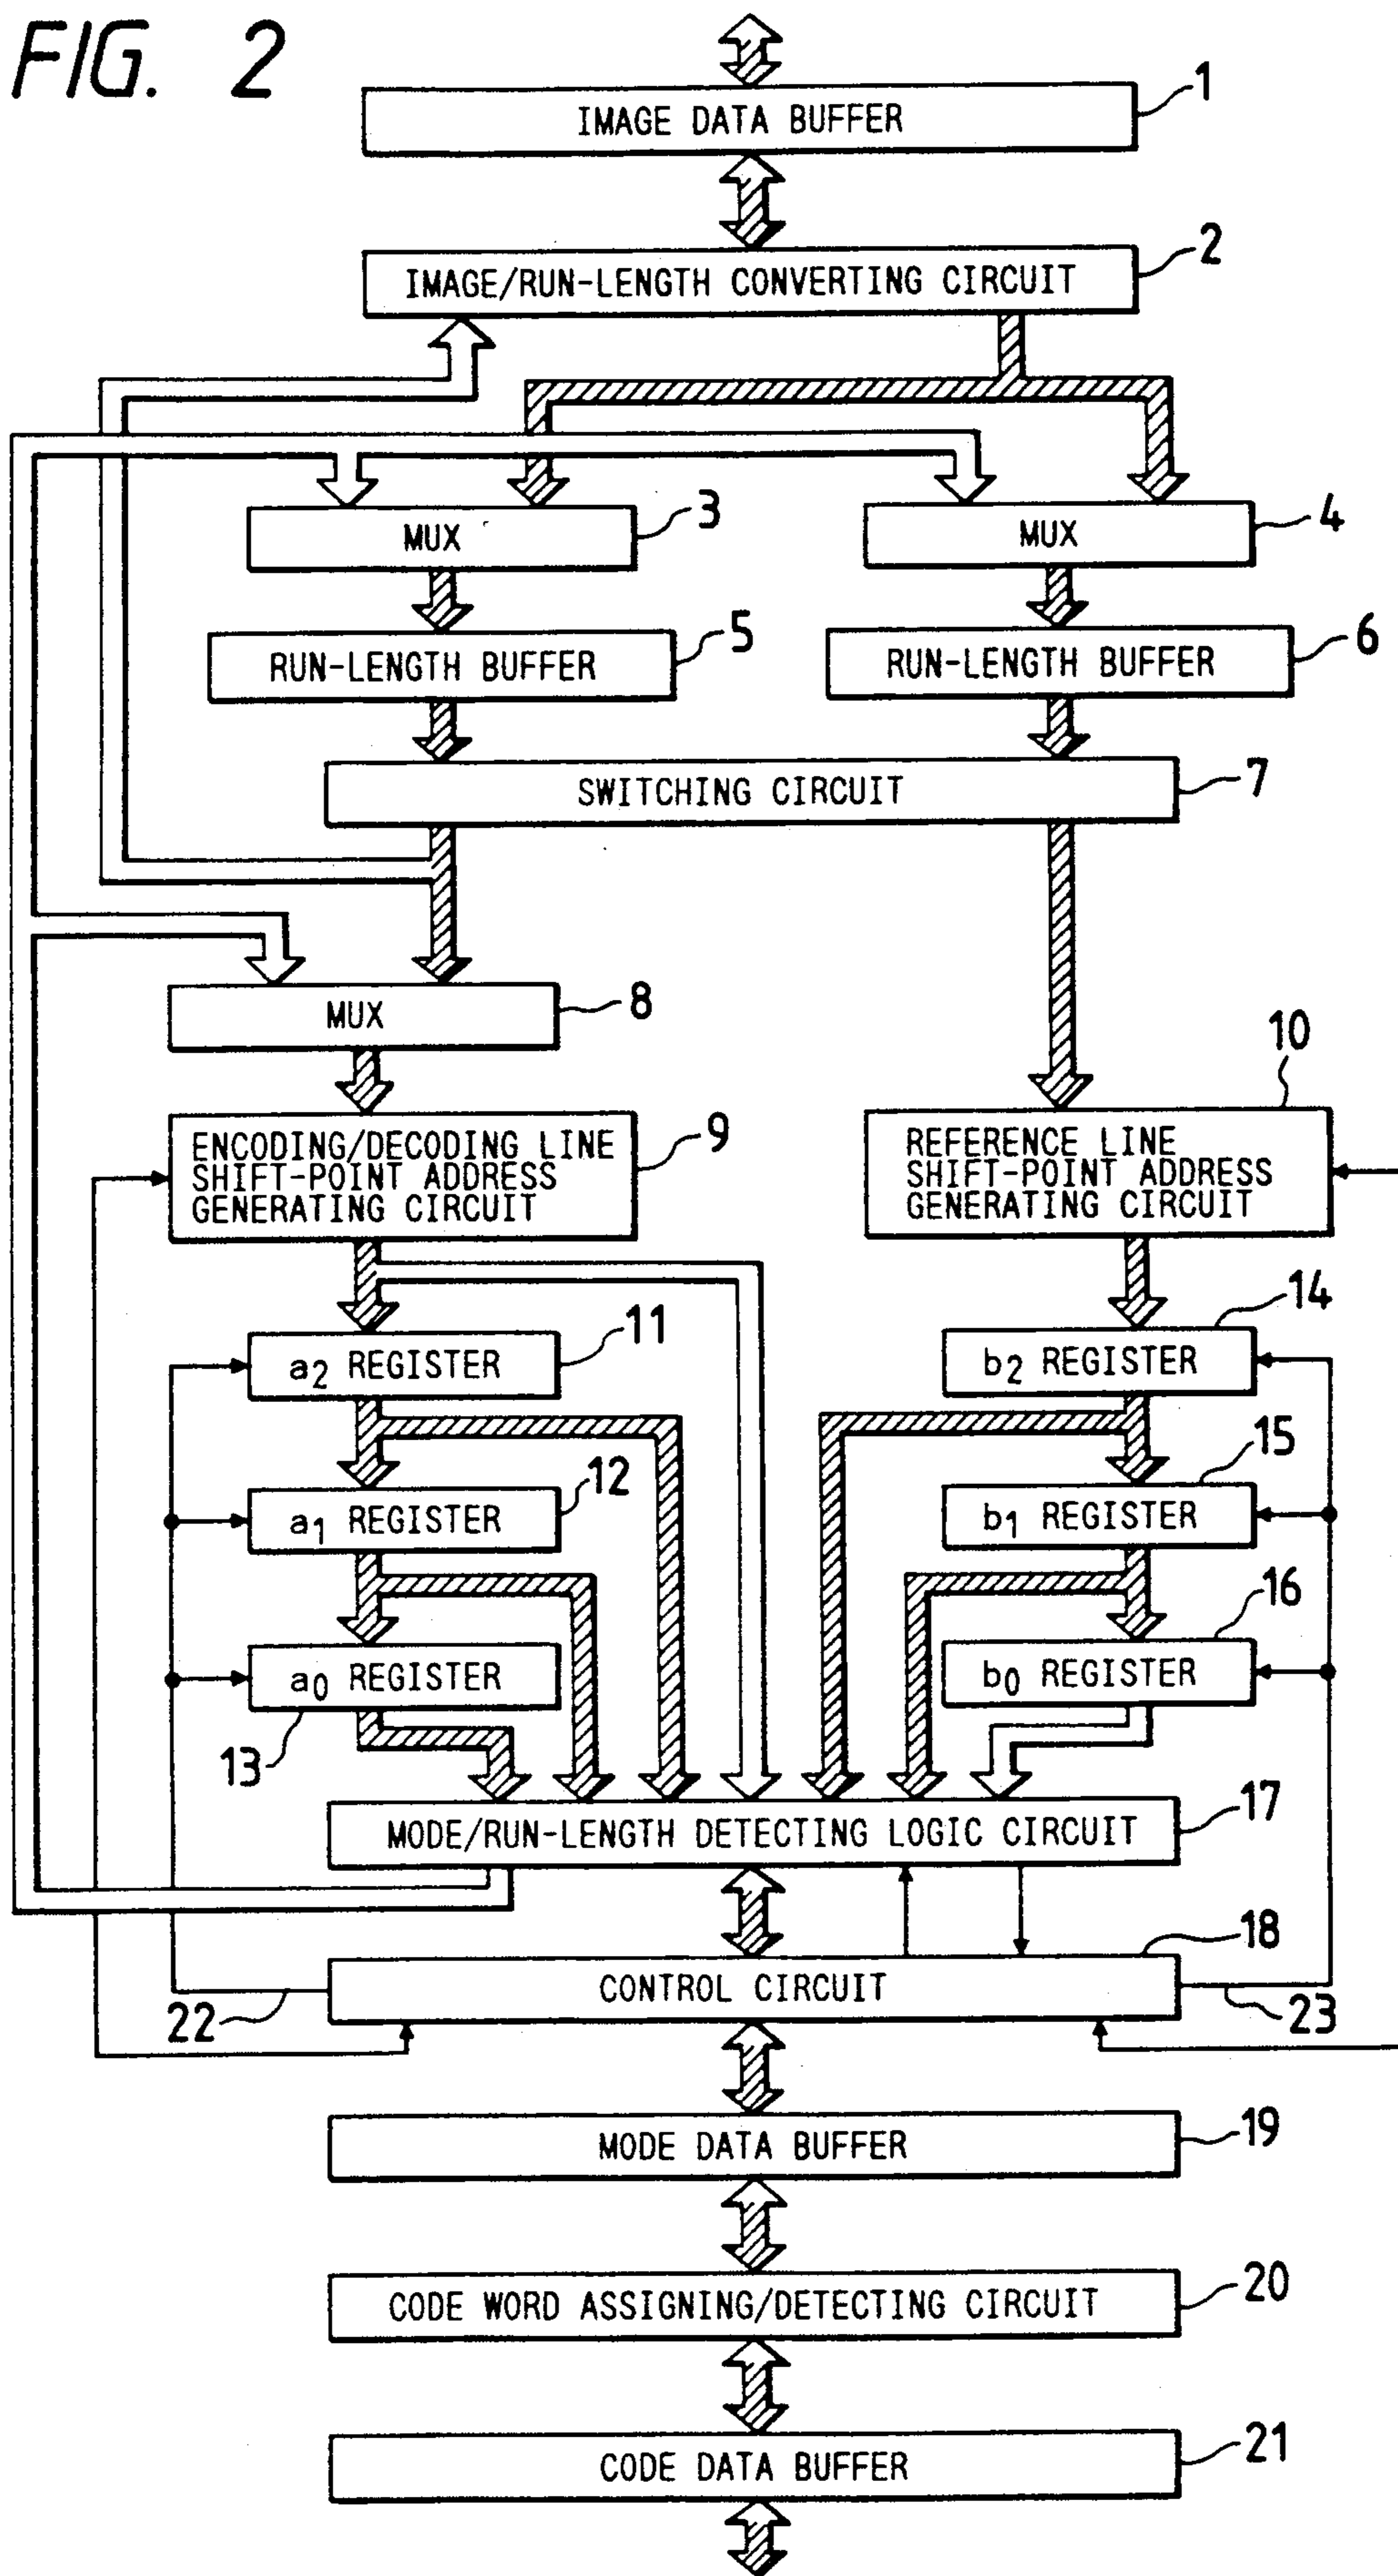 FIG. 2
1
IMAGE DATA BUFFER
2
IMAGE/RUN-LENGTH CONVERTING CIRCUIT
3
MUX
4
MUX
5
RUN-LENGTH BUFFER
6
RUN-LENGTH BUFFER
7
SWITCHING CIRCUIT
8
MUX
10
9
ENCODING/DECODING LINE
SHIFT-POINT ADDRESS
GENERATING CIRCUIT
REFERENCE LINE
SHIFT-POINT ADDRESS
GENERATING CIRCUIT
11
a2 REGISTER
14
b2 REGISTER
12
a1 REGISTER
15
b1 REGISTER
a0 REGISTER
13
16
b0 REGISTER
17
MODE/RUN-LENGTH DETECTING LOGIC CIRCUIT
18
CONTROL CIRCUIT
22
23
19
MODE DATA BUFFER
20
CODE WORD ASSIGNING/DETECTING CIRCUIT
21
CODE DATA BUFFER